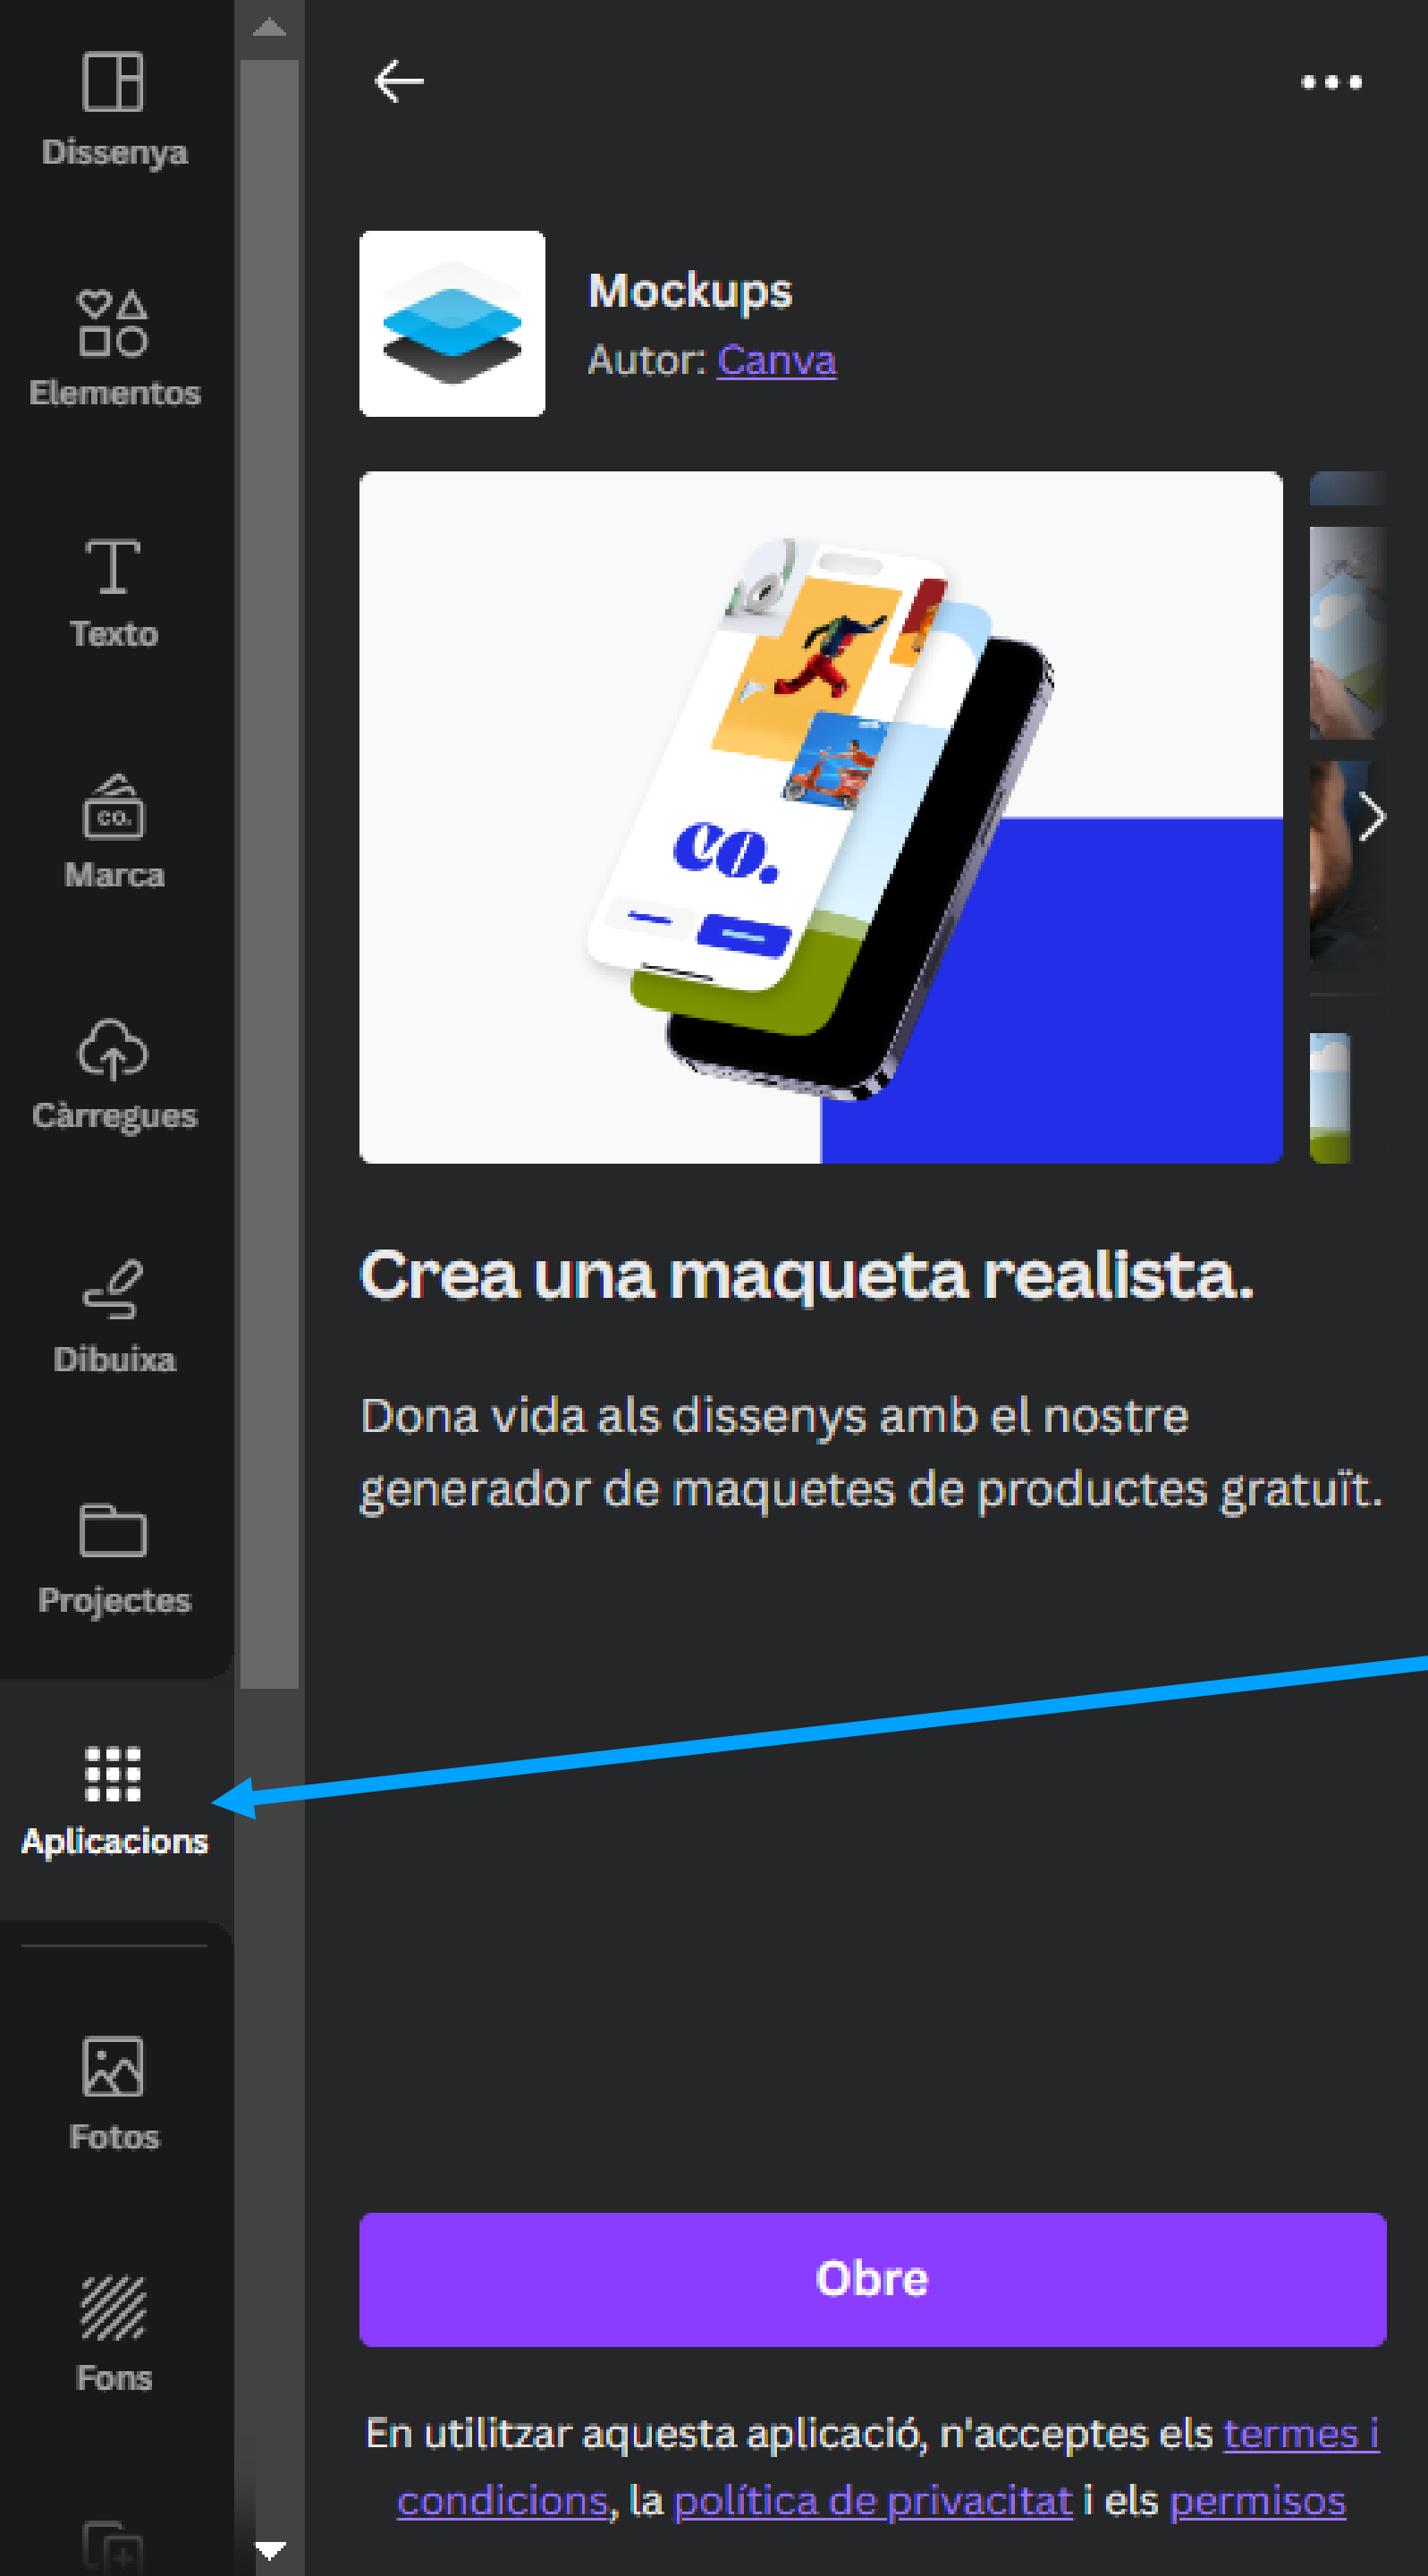 Dissenya
Elementos
Texto
CO.
Marca
Càrregues
Dibuixa
Projectes
Aplicacions
Fotos
Fons
Mockups
Autor: Canva
co.
Crea una maqueta realista.
Dona vida als dissenys amb el nostre
generador de maquetes de productes gratuït.
Obre
En utilitzar aquesta aplicació, n'acceptes els termes i
condicions, la política de privacitat i els permisos